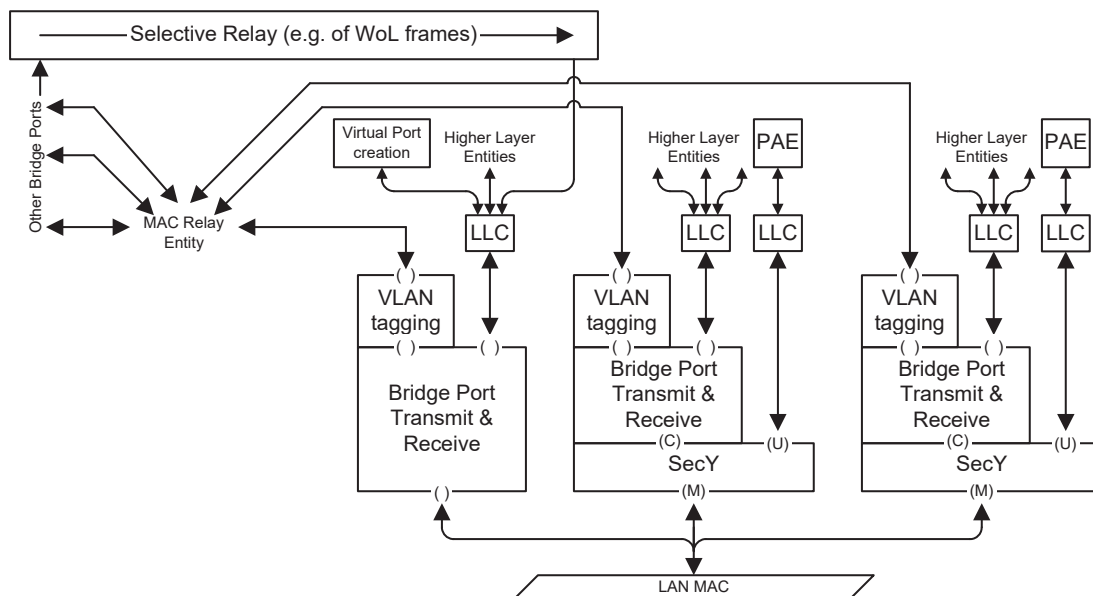 Selective Relay (e.g. of WoL frames)
Other Bridge Ports
MAC Relay
Entity
Virtual Port
creation
Higher Layer
Entities
LLC
Higher Layer
Entities
PAE
LLC
LLC
Higher Layer
Entities
PAE
LLC
LLC
( )
VLAN
tagging
( )
( )
Bridge Port
Transmit &
Receive
( )
( )
VLAN
tagging
( )
( )
Bridge Port
Transmit &
Receive
(C)
(U)
SecY
(M)
( )
VLAN
tagging
( )
( )
Bridge Port
Transmit &
Receive
(C)
(U)
SecY
(M)
LAN MAC